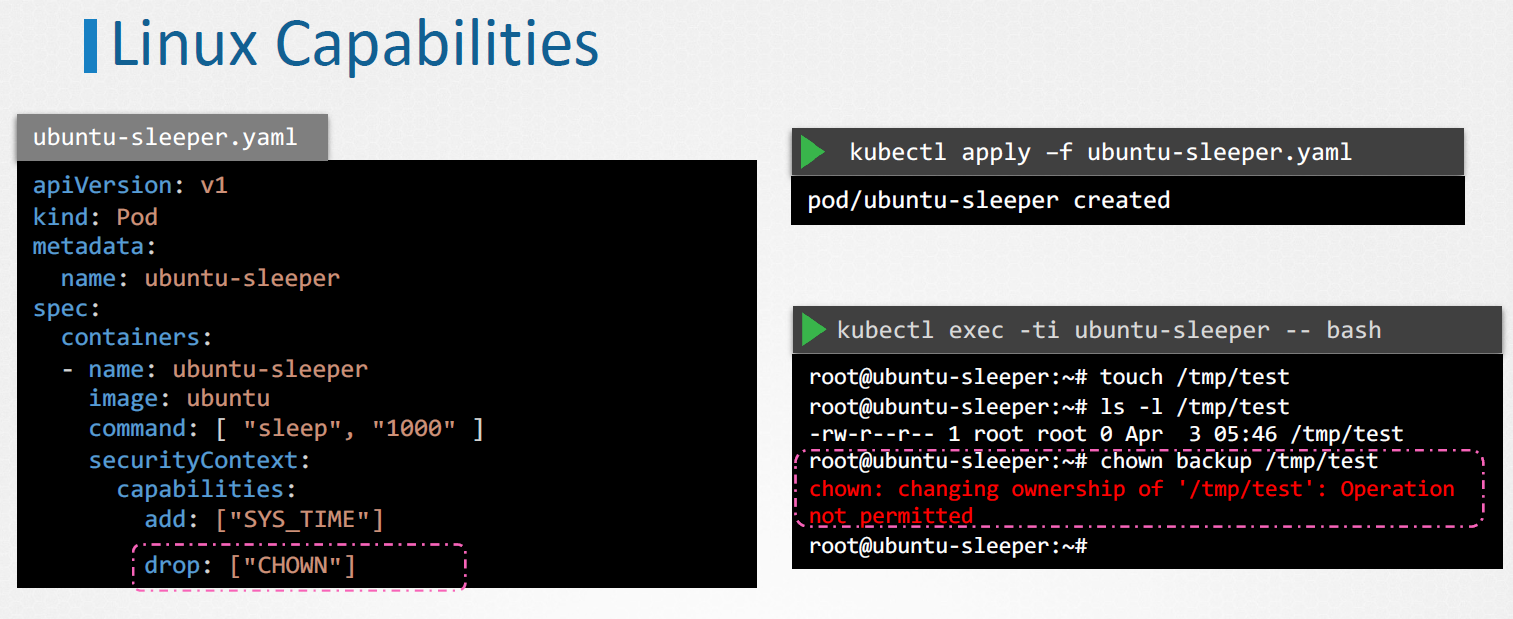 Linux Capabilities
ubuntu-sleeper.yaml
apiVersion: v1
kind: Pod
metadata:
  name: ubuntu-sleeper
spec:
  containers:
  - name: ubuntu-sleeper
    image: ubuntu
    command: [ "sleep", "1000" ]
    securityContext:
      capabilities:
        add: ["SYS_TIME"]
        drop: ["CHOWN"]
kubectl apply –f ubuntu-sleeper.yaml
pod/ubuntu-sleeper created
kubectl exec -ti ubuntu-sleeper -- bash
root@ubuntu-sleeper:~# touch /tmp/test
root@ubuntu-sleeper:~# ls -l /tmp/test
-rw-r--r-- 1 root root 0 Apr  3 05:46 /tmp/test
root@ubuntu-sleeper:~# chown backup /tmp/test
chown: changing ownership of '/tmp/test': Operation
not permitted
root@ubuntu-sleeper:~#